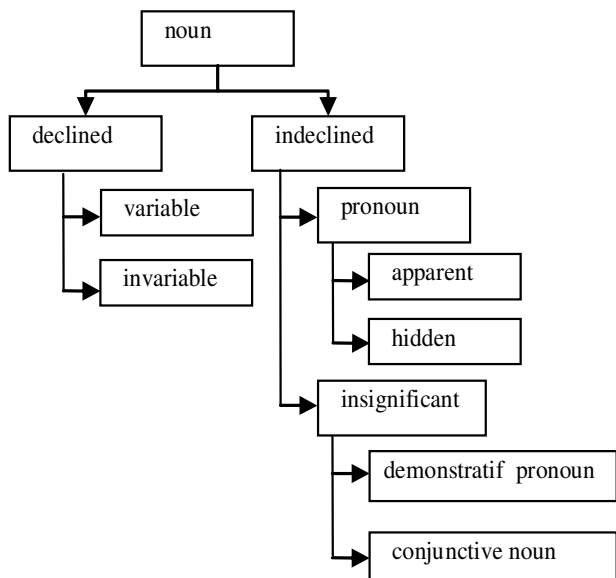 noun
declined
indeclined
variable
invariable
pronoun
apparent
hidden
insignificant
demonstratif pronoun
conjunctive noun